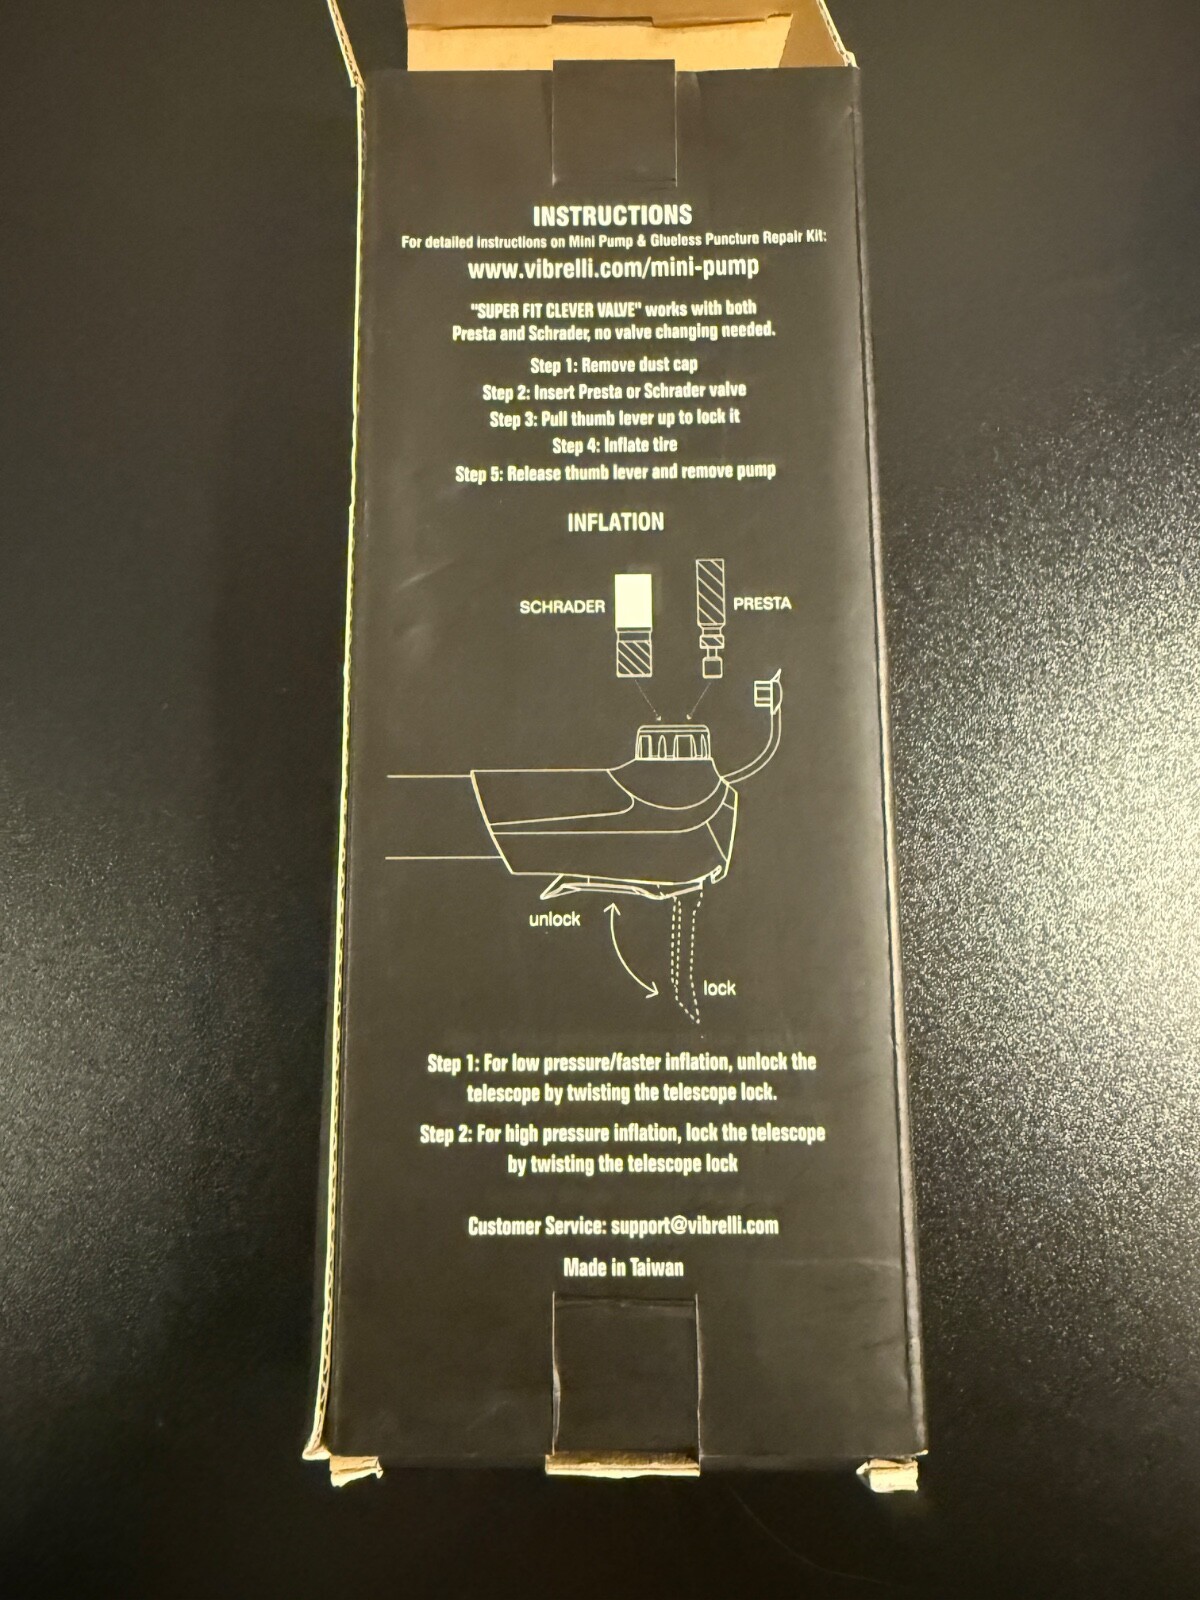 INSTRUCTIONS
For detailed instructions on Mini Pump & Glueless Puncture Repair Kit:
www.vibrelli.com/mini-pump
"SUPER FIT CLEVER VALVE" works with both
Presta and Schrader, no valve changing needed.
Step 1: Remove dust cap
Step 2: Insert Presta or Schrader valve
Step 3: Pull thumb lever up to lock it
Step 4: Inflate tire
Step 5: Release thumb lever and remove pump
INFLATION
SCHRADER
PRESTA
unlock
lock
Step 1: For low pressure/faster inflation, unlock the
telescope by twisting the telescope lock.
Step 2: For high pressure inflation, lock the telescope
by twisting the telescope lock
Customer Service: support@vibrelli.com
Made in Taiwan